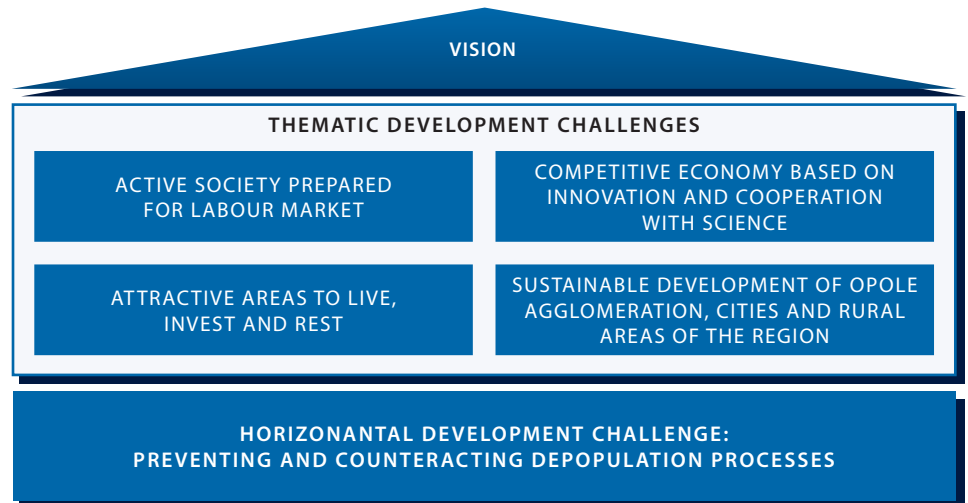 VISION
THEMATIC DEVELOPMENT CHALLENGES
ACTIVE SOCIETY PREPARED
FOR LABOUR MARKET
COMPETITIVE ECONOMY BASED ON
INNOVATION AND COOPERATION
WITH SCIENCE
ATTRACTIVE AREAS TO LIVE,
INVEST AND REST
SUSTAINABLE DEVELOPMENT OF OPOLE
AGGLOMERATION, CITIES AND RURAL
AREAS OF THE REGION
HORIZONANTAL DEVELOPMENT CHALLENGE:
PREVENTING AND COUNTERACTING DEPOPULATION PROCESSES